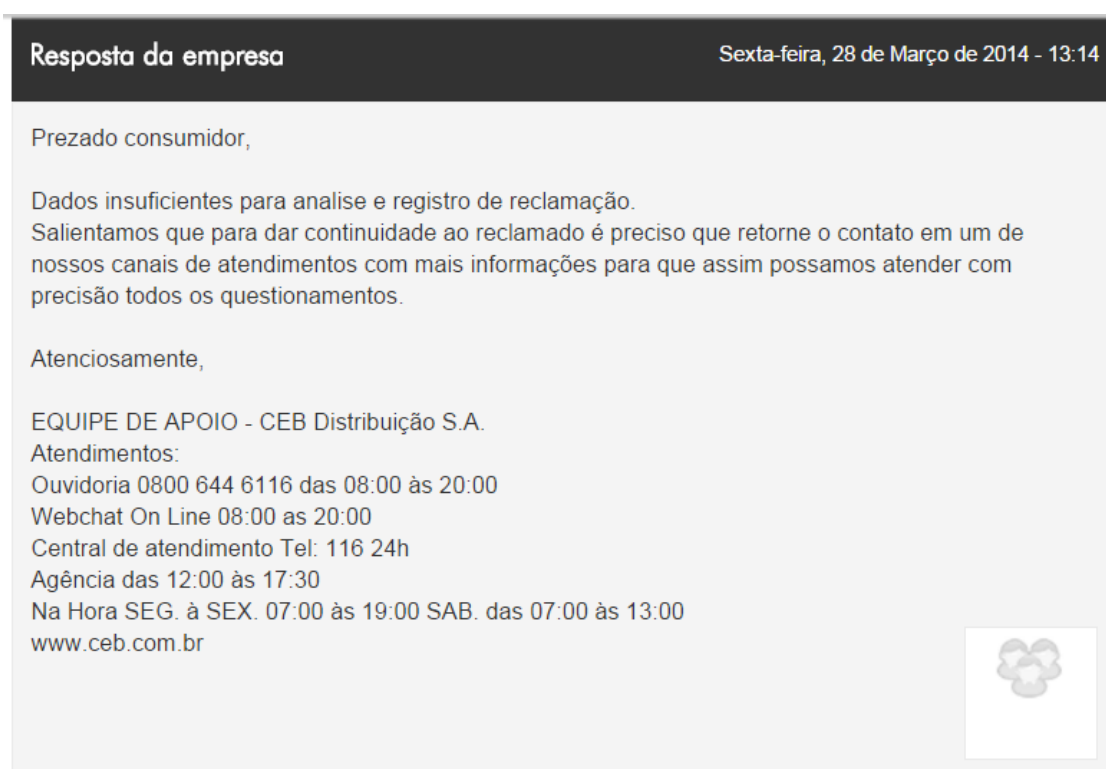 Resposta da empresa
Sexta-feira, 28 de Março de 2014 - 13:14
Prezado consumidor,
Dados insuficientes para analise e registro de reclamação.
Salientamos que para dar continuidade ao reclamado é preciso que retorne o contato em um de
nossos canais de atendimentos com mais informações para que assim possamos atender com
precisão todos os questionamentos.
Atenciosamente,
EQUIPE DE APOIO - CEB Distribuição S.A.
Atendimentos:
Ouvidoria 0800 644 6116 das 08:00 às 20:00
Webchat On Line 08:00 as 20:00
Central de atendimento Tel: 116 24h
Agência das 12:00 às 17:30
Na Hora SEG. à SEX. 07:00 às 19:00 SAB. das 07:00 às 13:00
www.ceb.com.br